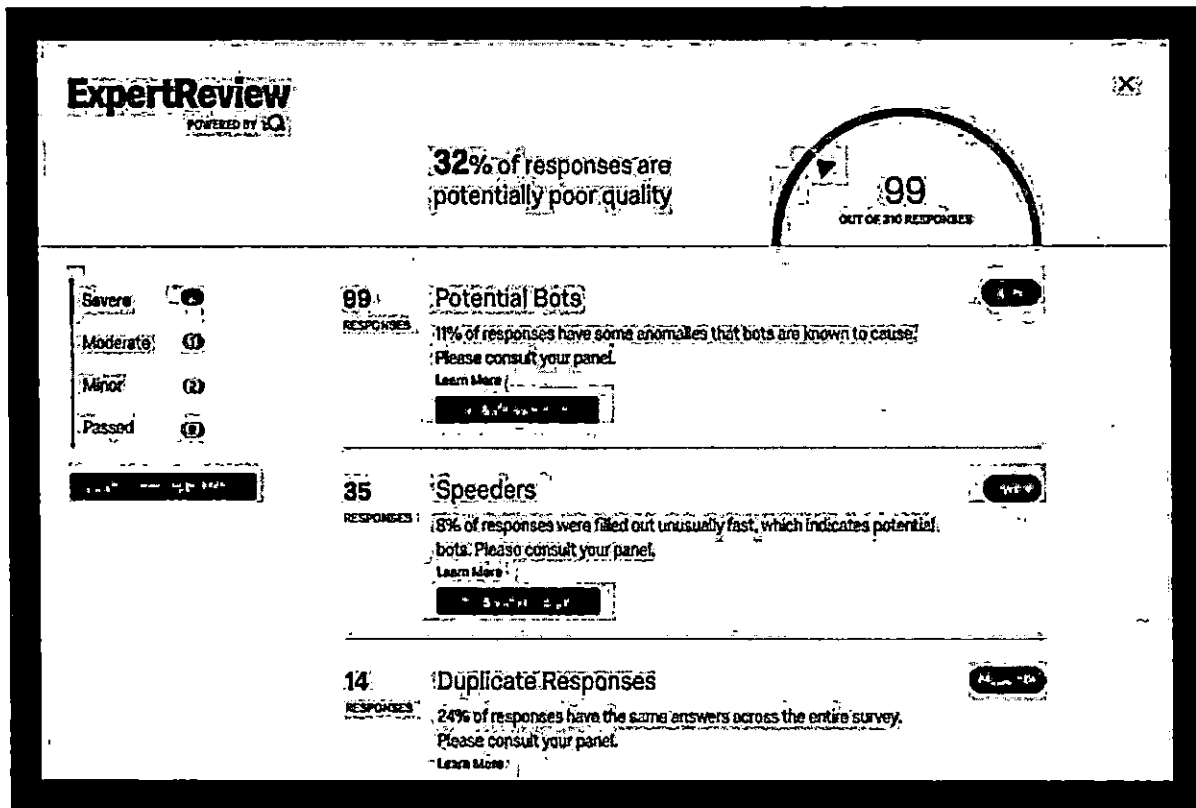 ExpertReview
POWERED BY iQ
32% of responses are
potentially poor quality
99
OUT OF 310 RESPONSES
Severe
Moderate (1)
Minor (2)
Passed
99 Potential Bots
RESPONSES
11% of responses have some anomalies that bots are known to cause.
Please consult your panel.
Learn More
35 Speeders
RESPONSES
8% of responses were filled out unusually fast, which indicates potential
bots. Please consult your panel.
Learn More
14 Duplicate Responses
RESPONSES
24% of responses have the same answers across the entire survey.
Please consult your panel.
Learn More